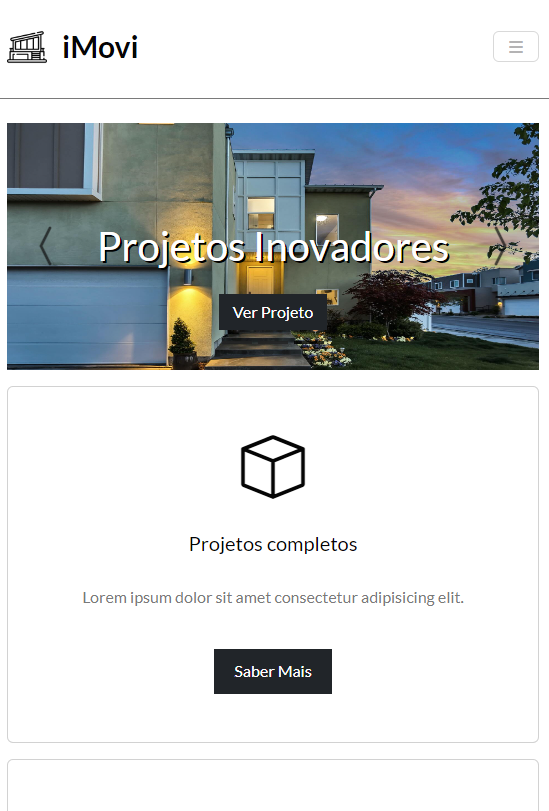 iMovi
Projetos Inovadores
Ver Projeto
Projetos completos
Lorem ipsum dolor sit amet consectetur adipisicing elit.
Saber Mais